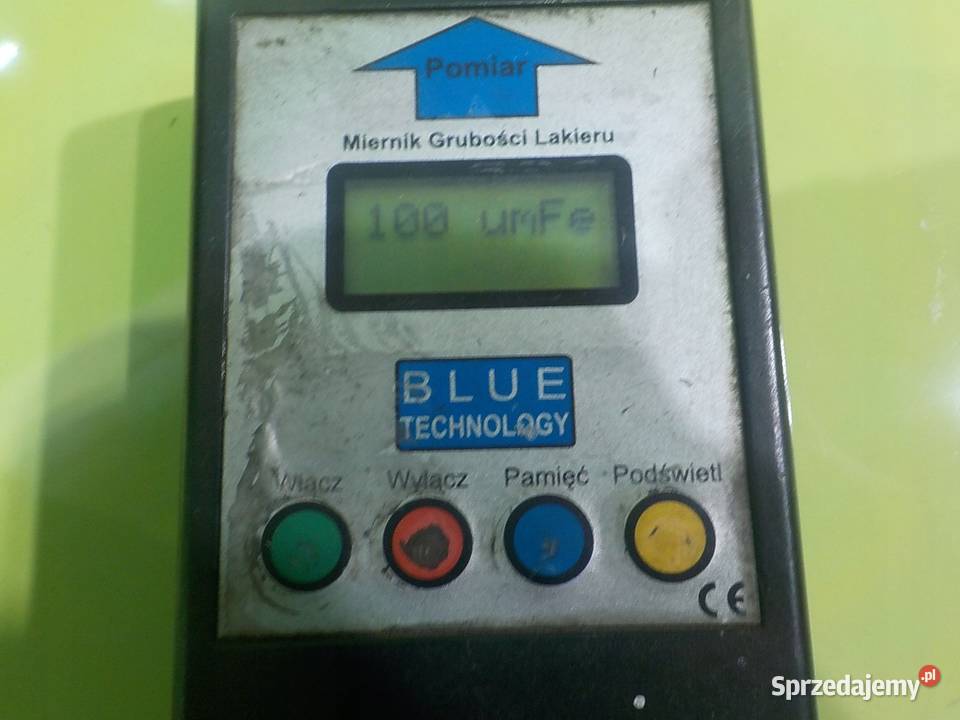 Pomiar
Miernik Grubości Lakieru
100 umFe
BLUE
TECHNOLOGY
Włącz Wyłącz Pamięć Podświetl
CE
Sprzedajemy.pl